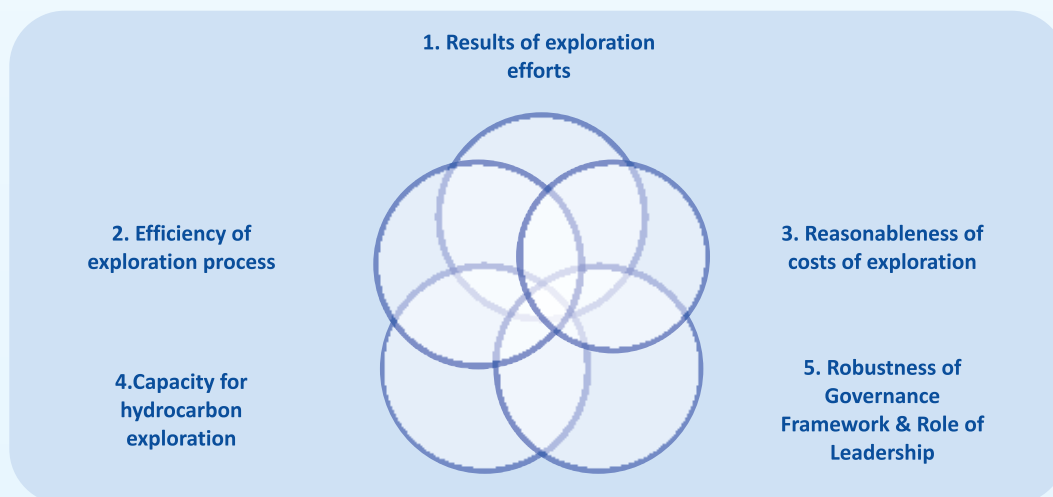 1. Results of exploration
efforts
2. Efficiency of
exploration process
3. Reasonableness of
costs of exploration
4.Capacity for
hydrocarbon
exploration
5. Robustness of
Governance
Framework & Role of
Leadership